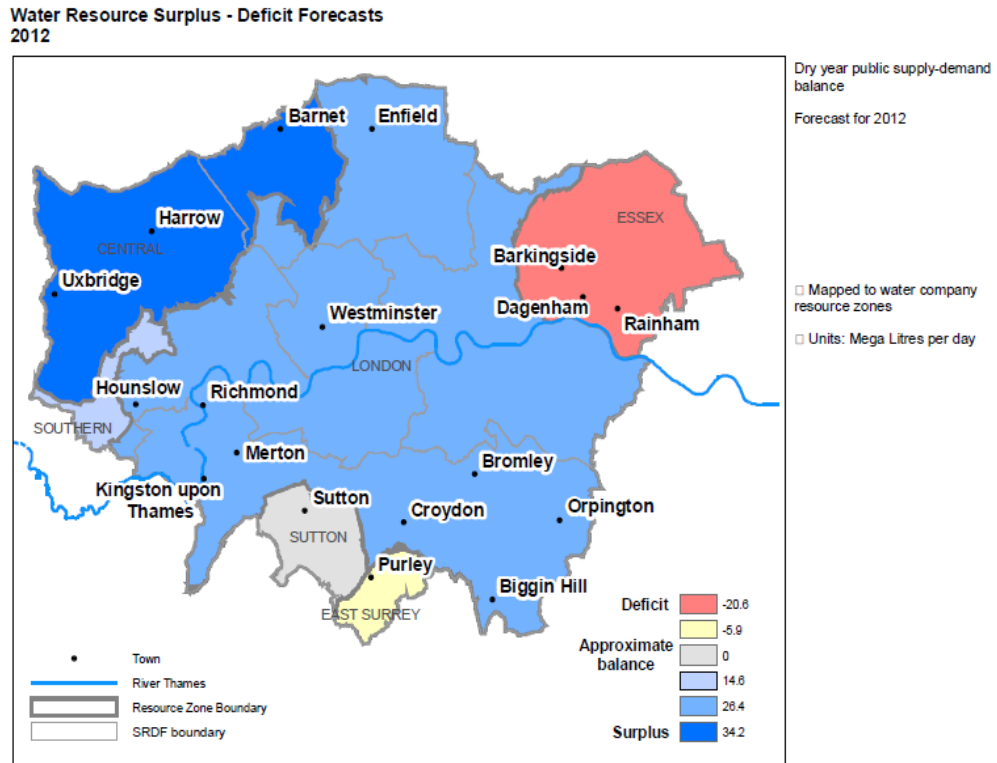 Water Resource Surplus - Deficit Forecasts
2012
Dry year public supply-demand
balance
Forecast for 2012
□ Mapped to water company
resource zones
□ Units: Mega Litres per day
Barnet
Enfield
ESSEX
Harrow
CENTRAL
Barkingside
Uxbridge
Dagenham
Westminster
Rainham
LONDON
Hounslow
Richmond
SOUTHERN
Merton
Bromley
Kingston upon
Thames
Sutton
Croydon
Orpington
SUTTON
Purley
Biggin Hill
EAST SURREY
Deficit
-20.6
-5.9
Approximate
balance
0
14.6
26.4
Surplus
34.2
Town
River Thames
Resource Zone Boundary
SRDF boundary